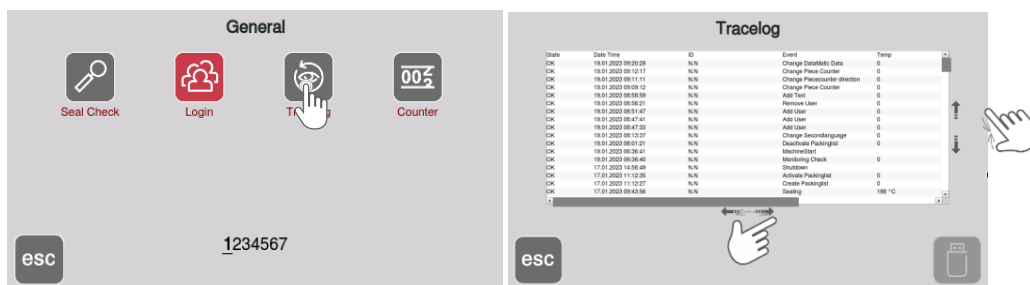 General
Seal Check
Login
Counter
1234567
esc
Tracelog
State Date Time ID Event Temp
OK 19.01.2023 09:20:29 N.N Change DataMatic Data 0
OK 19.01.2023 09:12:17 N.N Change Piece Counter 0
OK 19.01.2023 09:11:11 N.N Change Piececounter direction 0
OK 19.01.2023 09:09:12 N.N Change Piece Counter 0
OK 19.01.2023 08:58:59 N.N Add Text 0
OK 19.01.2023 08:56:21 N.N Remove User 0
OK 19.01.2023 08:51:47 N.N Add User 0
OK 19.01.2023 08:47:41 N.N Add User 0
OK 19.01.2023 08:47:33 N.N Add User 0
OK 19.01.2023 08:13:37 N.N Change Secondlanguage 0
OK 19.01.2023 08:01:21 N.N Deactivate Packinglist 0
OK 19.01.2023 06:36:41 N.N MachineStart
OK 19.01.2023 06:36:40 N.N Monitoring Check 0
OK 17.01.2023 14:56:49 N.N Shutdown
OK 17.01.2023 11:12:35 N.N Activate Packinglist 0
OK 17.01.2023 11:12:27 N.N Create Packinglist 0
OK 17.01.2023 09:43:56 N.N Sealing 188 °C
esc